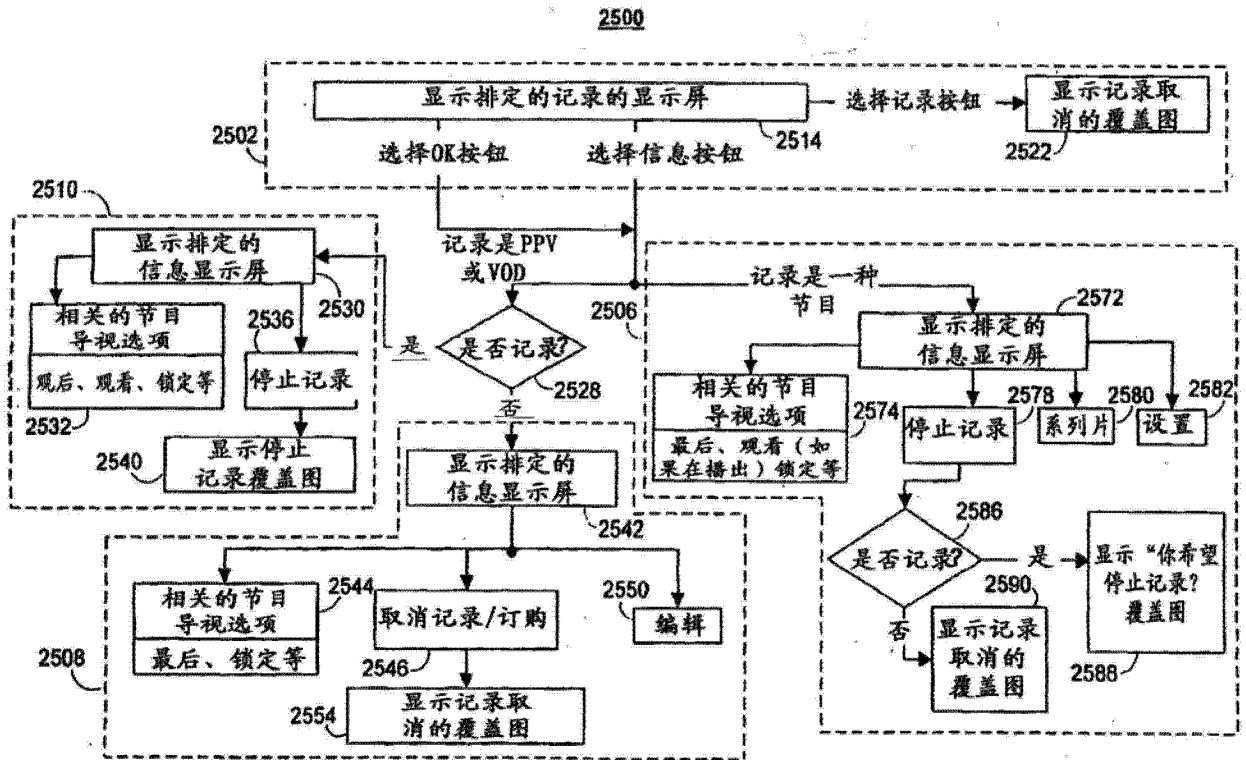 2500
显示排定的记录的显示屏
选择记录按钮
显示记录取
消的覆盖图
2502
选择OK按钮
选择信息按钮
2514
2522
2510
显示排定的
信息显示屏
2530
记录是PPV
或VOD
记录是一种
节目
2506
2572
显示排定的
信息显示屏
相关的节目
导视选项
观后、观看、锁定等
2532
2536
停止记录
是
是否记录?
2528
否
相关的节目
导视选项
最后、观看(如
果在播出)锁定等
2574
2578
停止记录
2580
系列片
2582
设置
2540
显示停止
记录覆盖图
显示排定的
信息显示屏
2542
2586
是否记录?
是
显示“你希望
停止记录?
覆盖图
2588
2590
否
显示记录
取消的
覆盖图
2508
相关的节目
导视选项
最后、锁定等
2544
取消记录/订购
2546
2550
编辑
2554
显示记录取
消的覆盖图